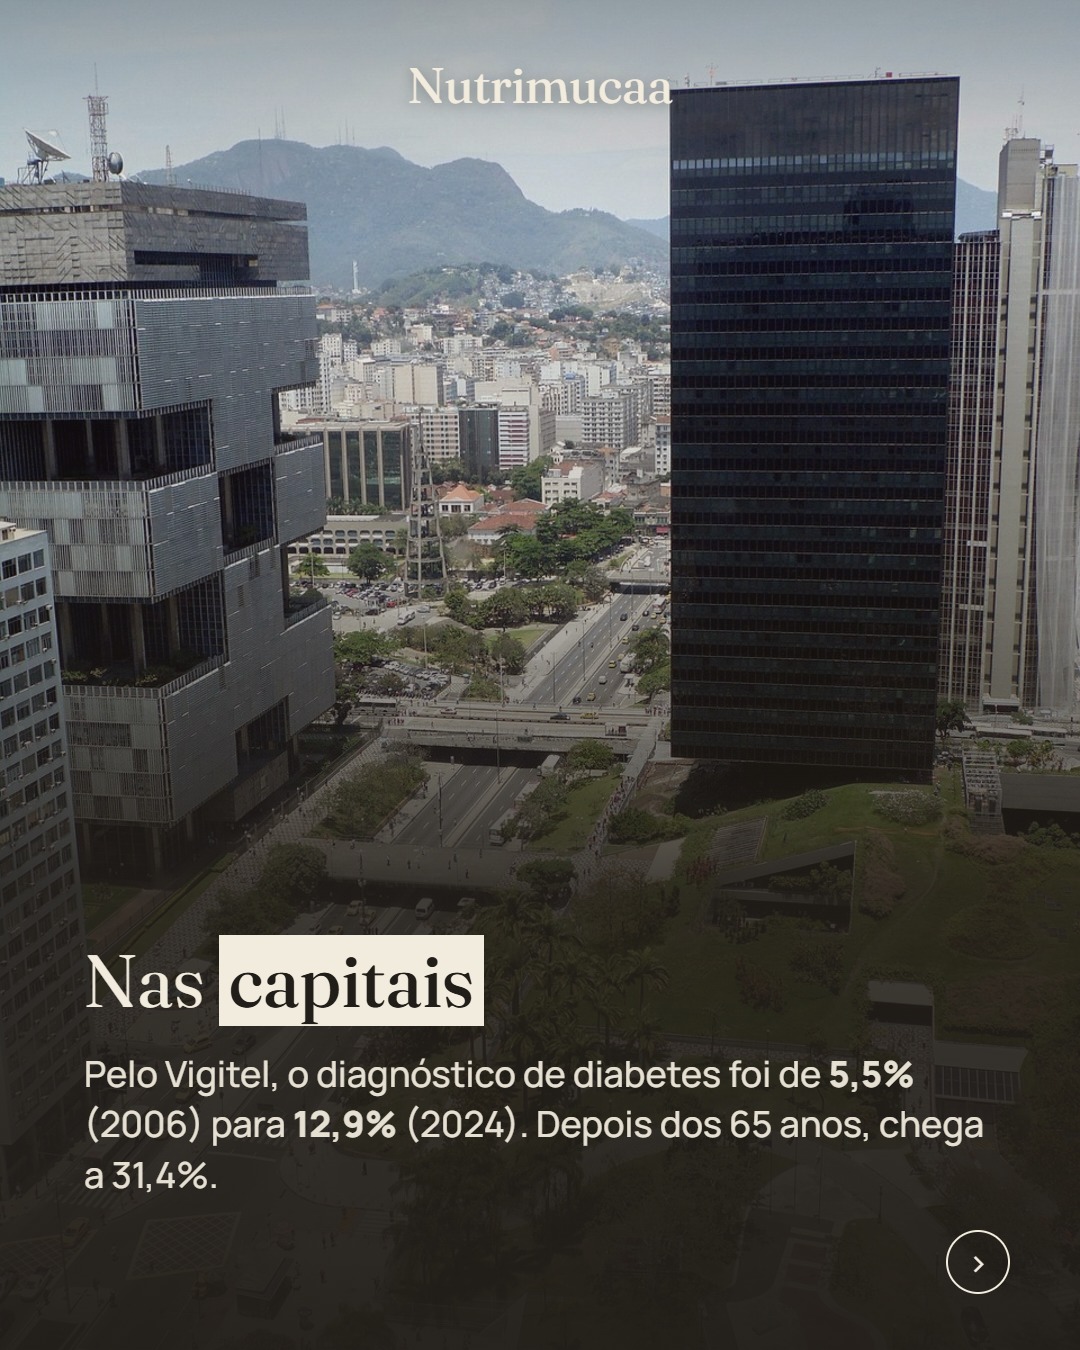 Nutrimucaa
Nas capitais
Pelo Vigitel, o diagnóstico de diabetes foi de 5,5%
(2006) para 12,9% (2024). Depois dos 65 anos, chega
a 31,4%.